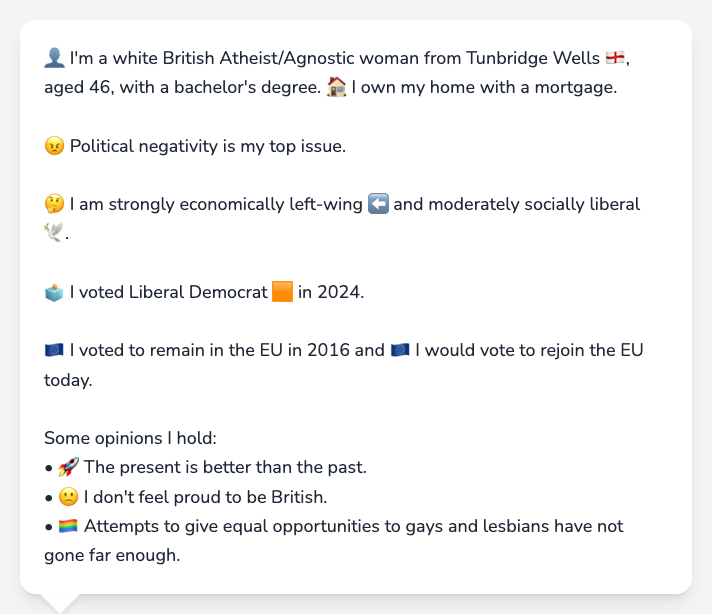 👤 I'm a white British Atheist/Agnostic woman from Tunbridge Wells 🏴󠁧󠁢󠁥󠁮󠁧󠁿,
aged 46, with a bachelor's degree. 🏠 I own my home with a mortgage.
😠 Political negativity is my top issue.
🤔 I am strongly economically left-wing ⬅️ and moderately socially liberal
🕊️.
🗳️ I voted Liberal Democrat 🟧 in 2024.
🇪🇺 I voted to remain in the EU in 2016 and 🇪🇺 I would vote to rejoin the EU
today.
Some opinions I hold:
• 🚀 The present is better than the past.
• 🙁 I don't feel proud to be British.
• 🏳️‍🌈 Attempts to give equal opportunities to gays and lesbians have not
gone far enough.